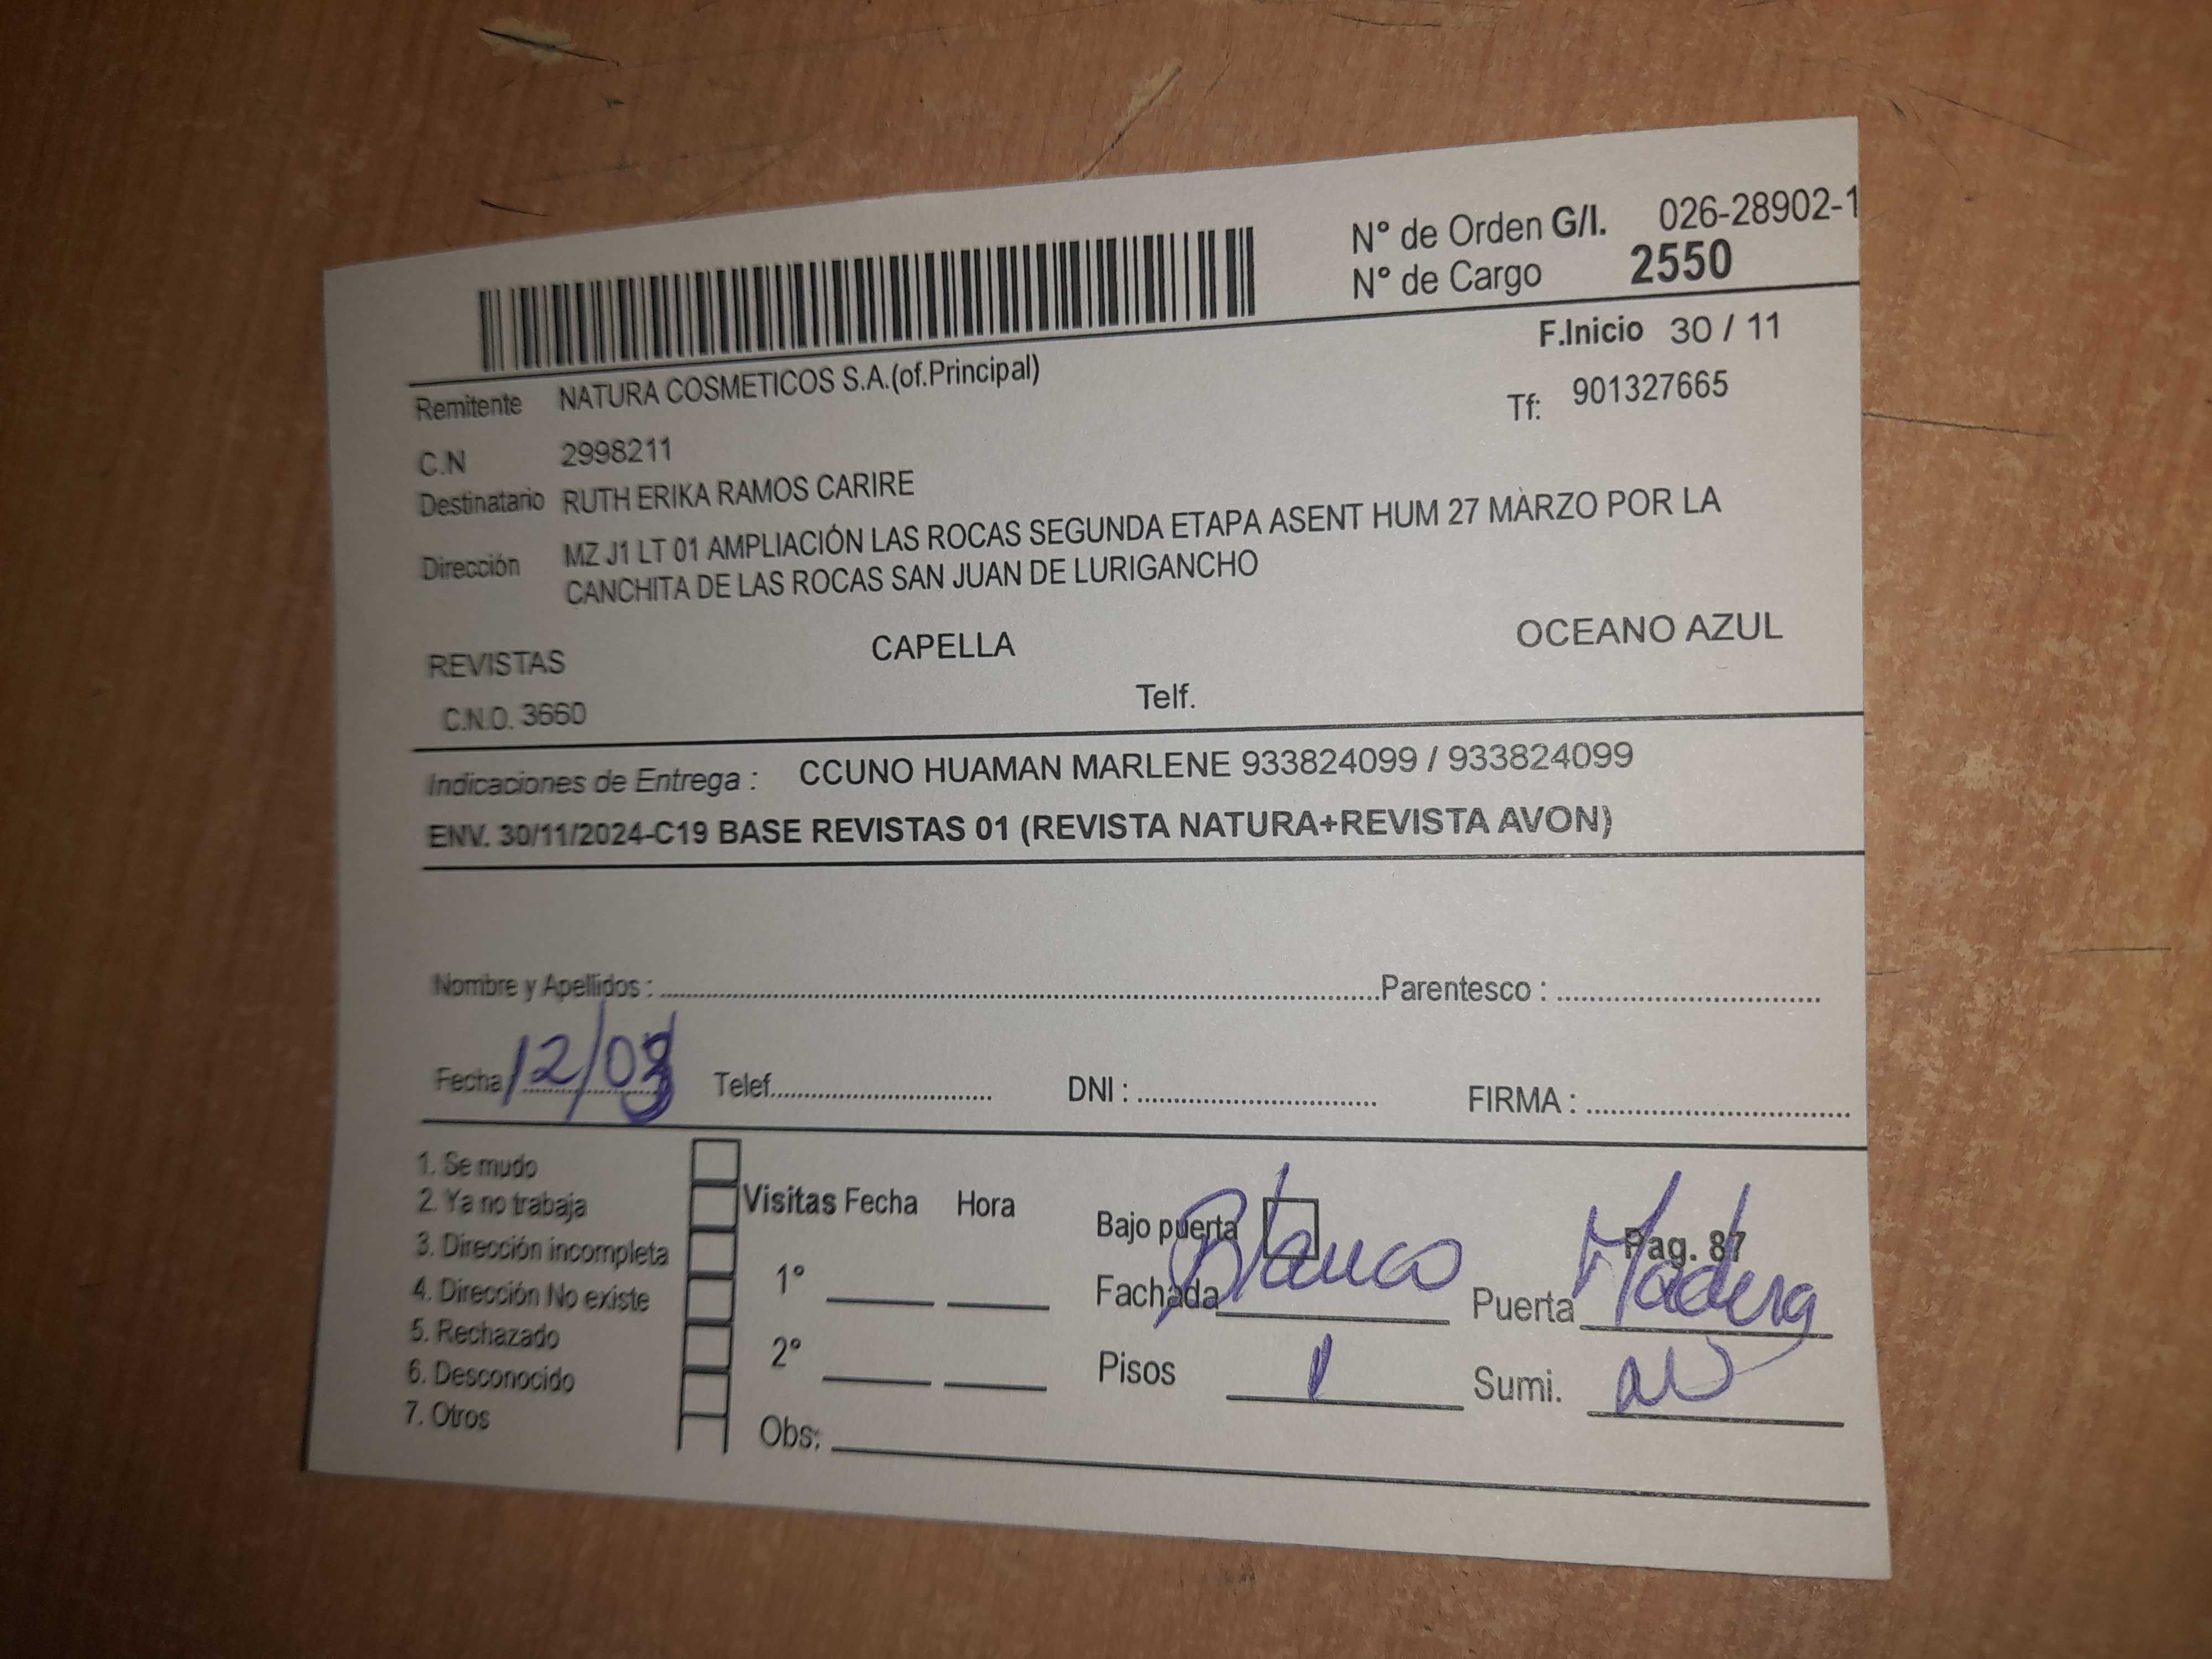 N° de Orden G/I. 026-28902-1
N° de Cargo 2550
F.Inicio 30 / 11
Remitente NATURA COSMETICOS S.A.(of.Principal)
Tf: 901327665
C.N 2998211
Destinatario RUTH ERIKA RAMOS CARIRE
Dirección MZ J1 LT 01 AMPLIACIÓN LAS ROCAS SEGUNDA ETAPA ASENT HUM 27 MARZO POR LA
CANCHITA DE LAS ROCAS SAN JUAN DE LURIGANCHO
REVISTAS CAPELLA OCEANO AZUL
C.N.O. 3660 Telf.
Indicaciones de Entrega : CCUNO HUAMAN MARLENE 933824099 / 933824099
ENV. 30/11/2024-C19 BASE REVISTAS 01 (REVISTA NATURA+REVISTA AVON)
Nombre y Apellidos : Parentesco :
Fecha 12/03 Telef. DNI : FIRMA :
1. Se mudo
2. Ya no trabaja
3. Dirección incompleta
4. Dirección No existe
5. Rechazado
6. Desconocido
7. Otros
Visitas Fecha Hora
1°
2°
Obs:
Bajo puerta Pag. 87
Fachada Blanco Puerta Madera
Pisos 1 Sumi.